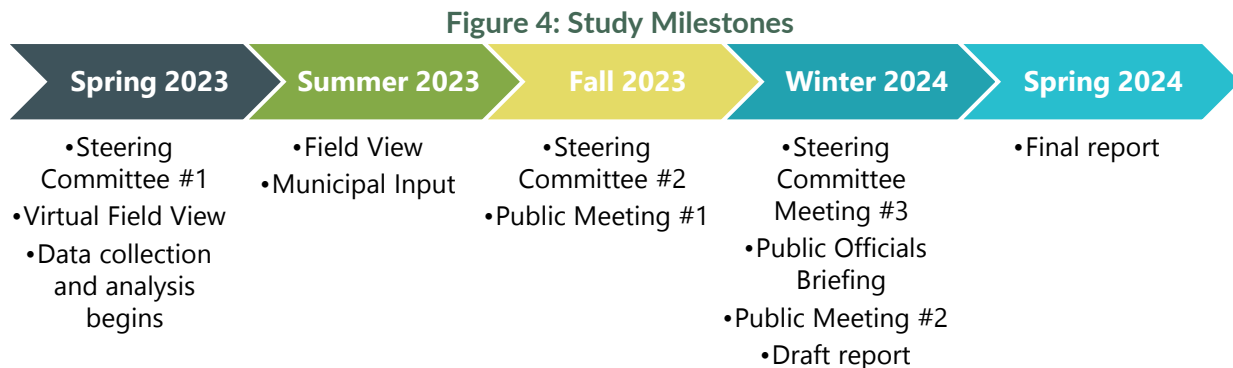 Figure 4: Study Milestones
Spring 2023
Summer 2023
Fall 2023
Winter 2024
Spring 2024
•Steering
Committee #1
•Virtual Field View
•Data collection
and analysis
begins
•Field View
•Municipal Input
•Steering
Committee #2
•Public Meeting #1
•Steering
Committee
Meeting #3
•Public Officials
Briefing
•Public Meeting #2
•Draft report
•Final report